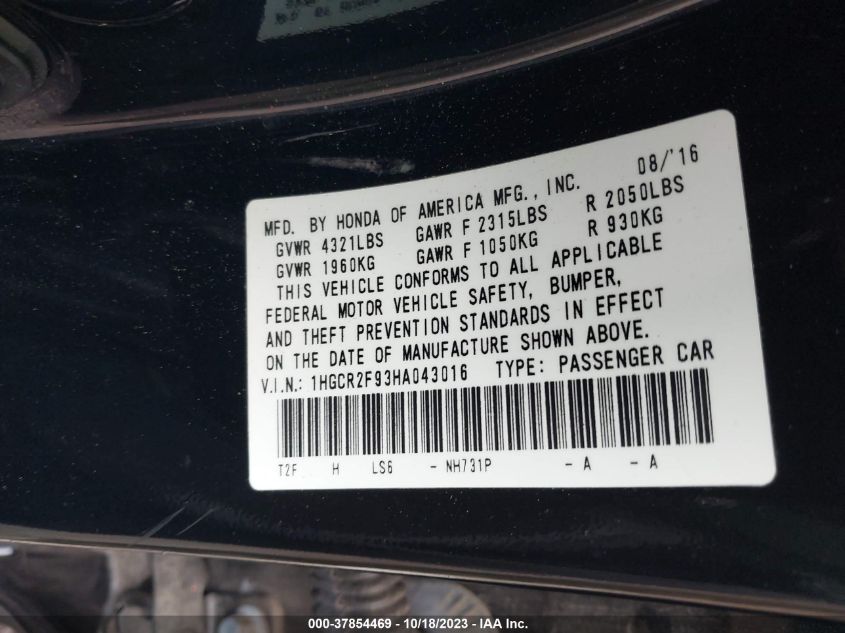 08/'16
MFD. BY HONDA OF AMERICA MFG., INC.
GVWR 4321LBS GAWR F 2315LBS R 2050LBS
GVWR 1960KG GAWR F 1050KG R 930KG
THIS VEHICLE CONFORMS TO ALL APPLICABLE
FEDERAL MOTOR VEHICLE SAFETY, BUMPER,
AND THEFT PREVENTION STANDARDS IN EFFECT
ON THE DATE OF MANUFACTURE SHOWN ABOVE.
V.I.N.: 1HGCR2F93HA043016 TYPE: PASSENGER CAR
T2F H LS6 - NH731P - A - A
000-37854469 - 10/18/2023 - IAA Inc.